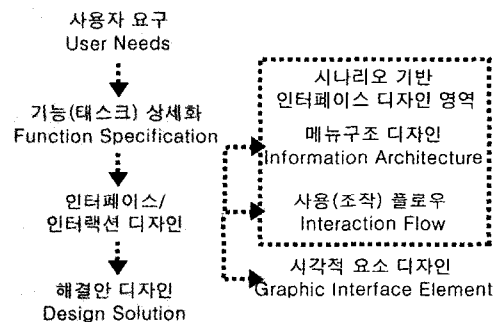 사용자 요구
User Needs
기능(태스크) 상세화
Function Specification
인터페이스/
인터랙션 디자인
해결안 디자인
Design Solution
시나리오 기반
인터페이스 디자인 영역
메뉴구조 디자인
Information Architecture
사용(조작) 플로우
Interaction Flow
시각적 요소 디자인
Graphic Interface Element